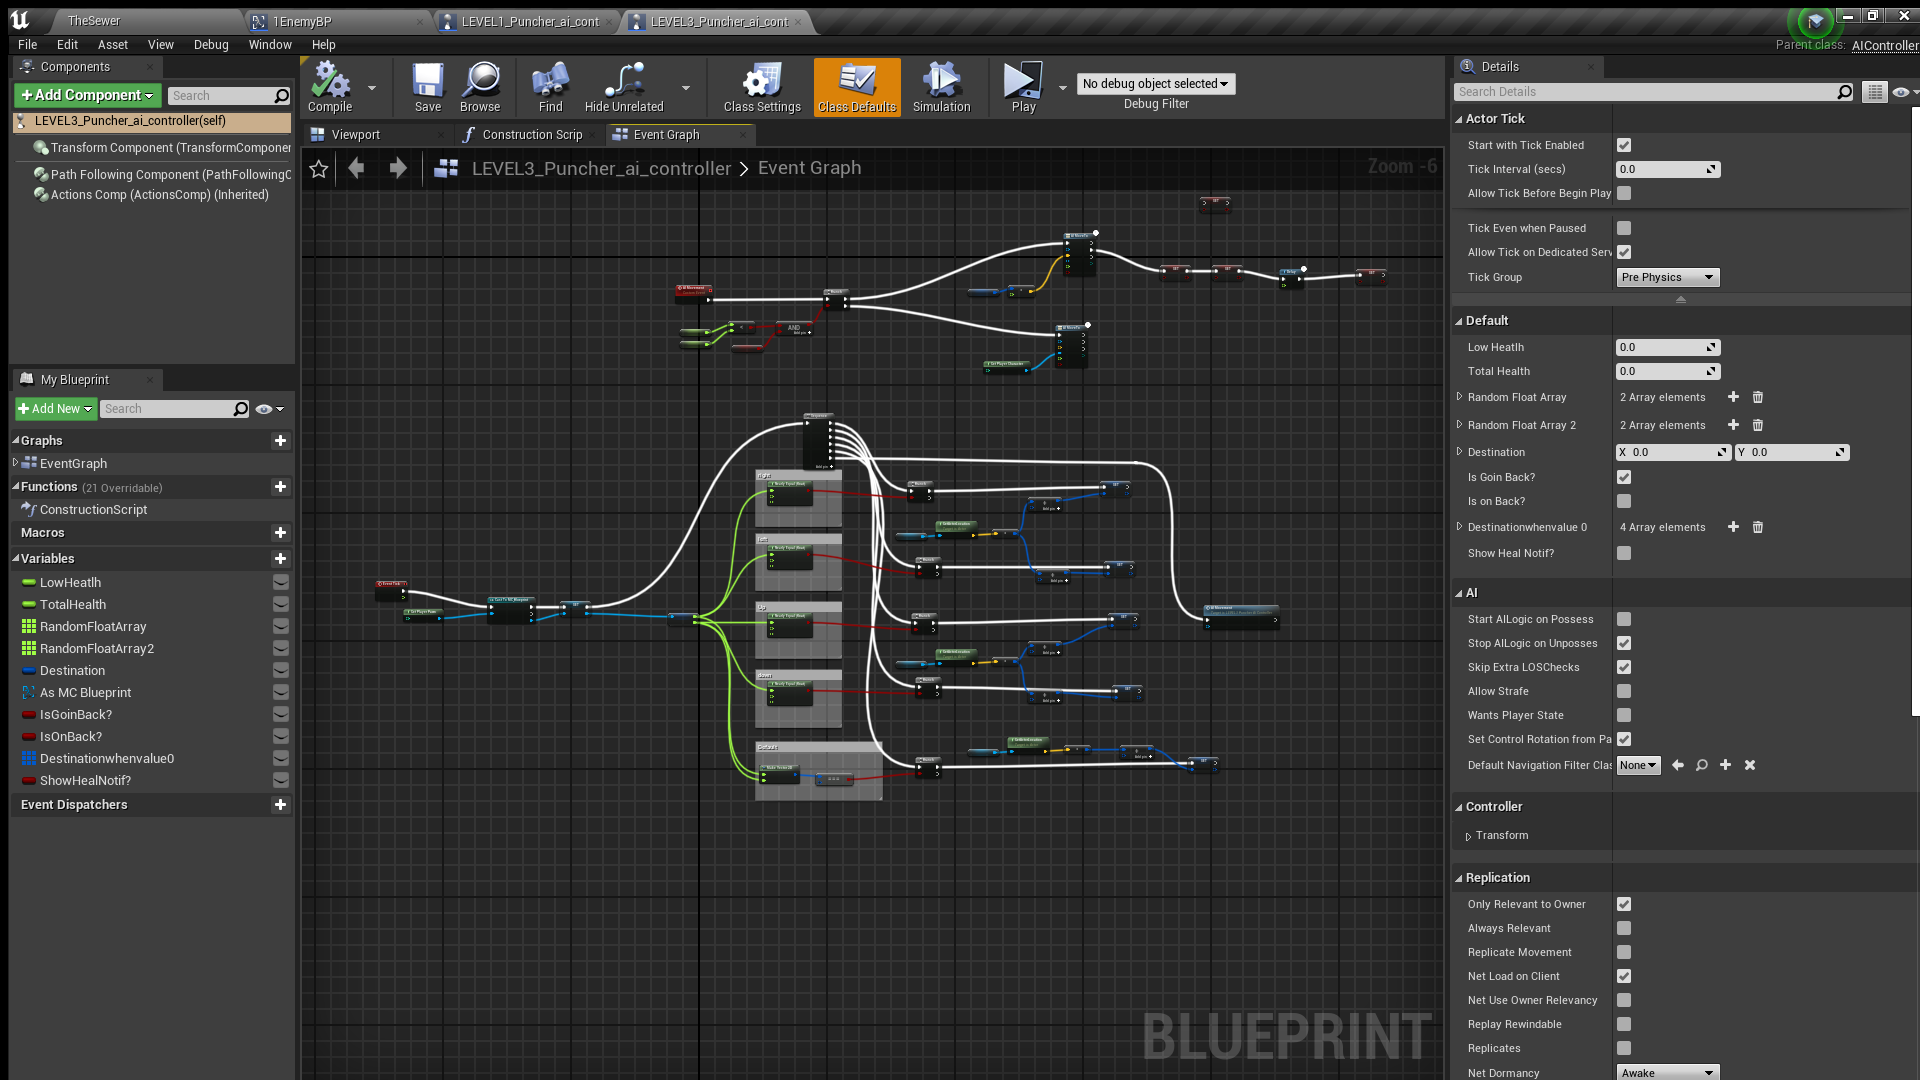 TheSewer
1EnemyBP
LEVEL1_Puncher_ai_cont
LEVEL3_Puncher_ai_cont
File Edit Asset View Debug Window Help
Parent class: AIController
Components
+ Add Component
Search
LEVEL3_Puncher_ai_controller(self)
Transform Component (TransformComponer
Path Following Component (PathFollowingC
Actions Comp (ActionsComp) (Inherited)
Compile
Save
Browse
Find
Hide Unrelated
Class Settings
Class Defaults
Simulation
Play
No debug object selected
Debug Filter
Viewport
Construction Scrip
Event Graph
LEVEL3_Puncher_ai_controller > Event Graph
Zoom -6
AND
right
left
Up
down
Default
BLUEPRINT
My Blueprint
+ Add New
Search
Graphs
EventGraph
Functions (21 Overridable)
ConstructionScript
Macros
Variables
LowHeatlh
TotalHealth
RandomFloatArray
RandomFloatArray2
Destination
As MC Blueprint
IsGoinBack?
IsOnBack?
Destinationwhenvalue0
ShowHealNotif?
Event Dispatchers
Details
Search Details
Actor Tick
Start with Tick Enabled
Tick Interval (secs) 0.0
Allow Tick Before Begin Play
Tick Even when Paused
Allow Tick on Dedicated Serv
Tick Group Pre Physics
Default
Low Heatlh 0.0
Total Health 0.0
Random Float Array 2 Array elements
Random Float Array 2 2 Array elements
Destination X 0.0 Y 0.0
Is Goin Back?
Is on Back?
Destinationwhenvalue 0 4 Array elements
Show Heal Notif?
AI
Start AILogic on Possess
Stop AILogic on Unposses
Skip Extra LOSChecks
Allow Strafe
Wants Player State
Set Control Rotation from Pa
Default Navigation Filter Clas None
Controller
Transform
Replication
Only Relevant to Owner
Always Relevant
Replicate Movement
Net Load on Client
Net Use Owner Relevancy
Replay Rewindable
Replicates
Net Dormancy Awake